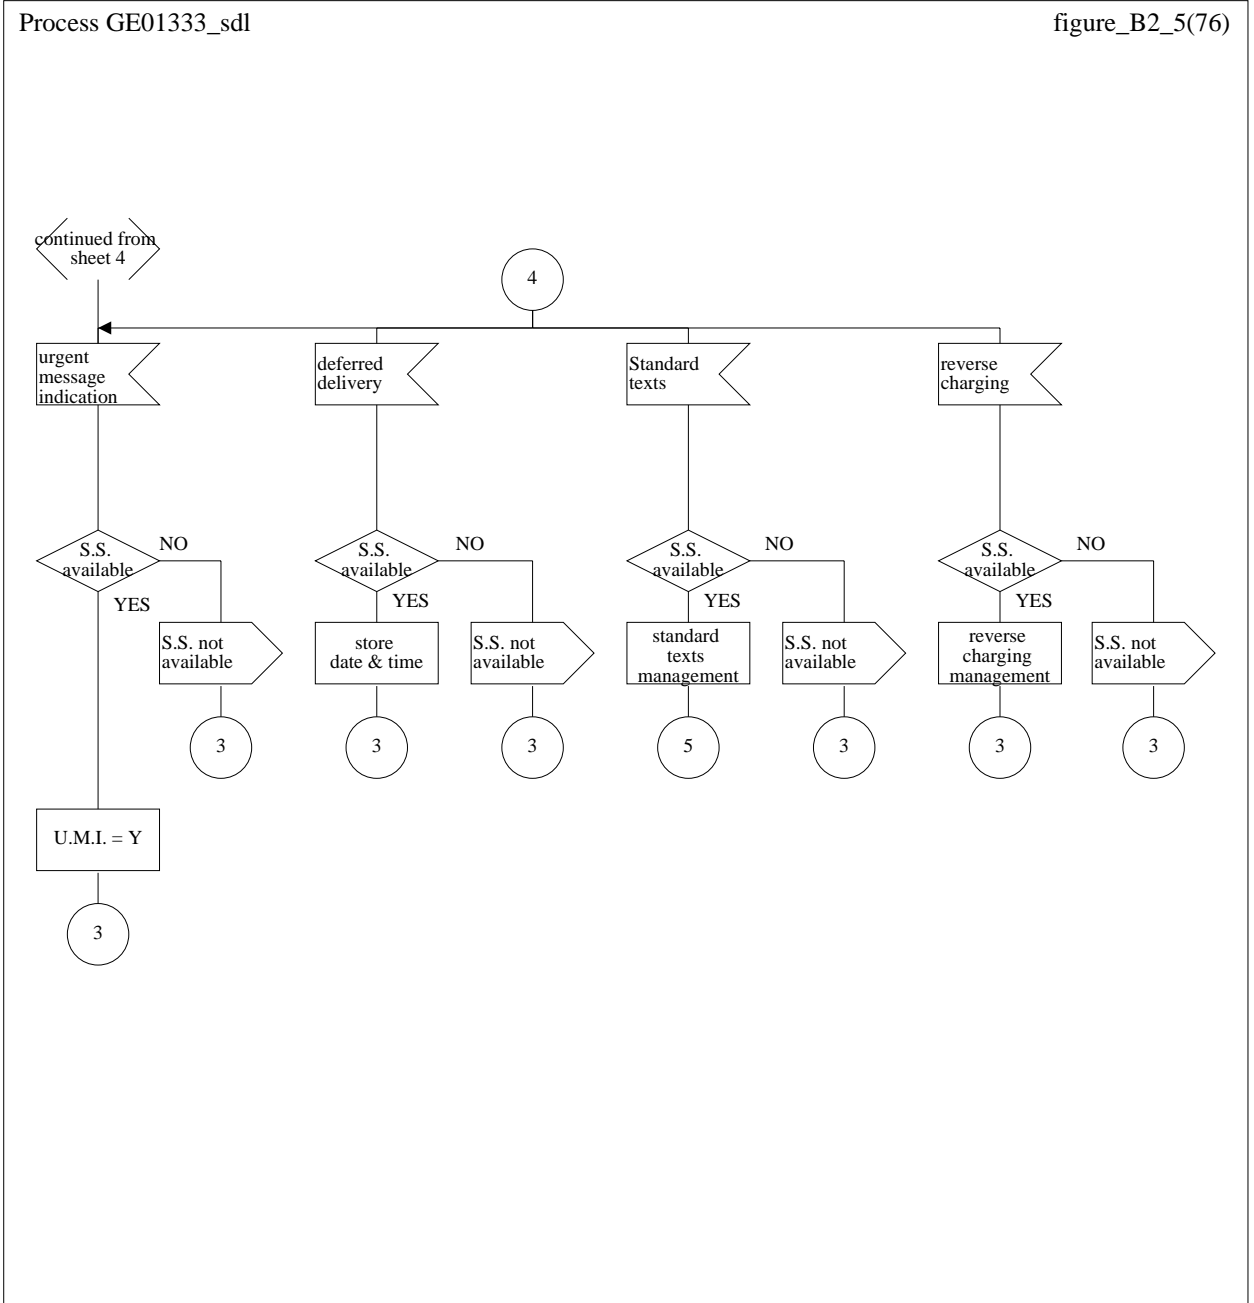 Process GE01333_sdl
figure_B2_5(76)
continued from
sheet 4
4
urgent
message
indication
deferred
delivery
Standard
texts
reverse
charging
S.S.
available
NO
YES
S.S.
available
NO
YES
S.S.
available
NO
YES
S.S.
available
NO
YES
S.S. not
available
store
date & time
S.S. not
available
standard
texts
management
S.S. not
available
reverse
charging
management
S.S. not
available
3
3
3
5
3
3
3
U.M.I. = Y
3